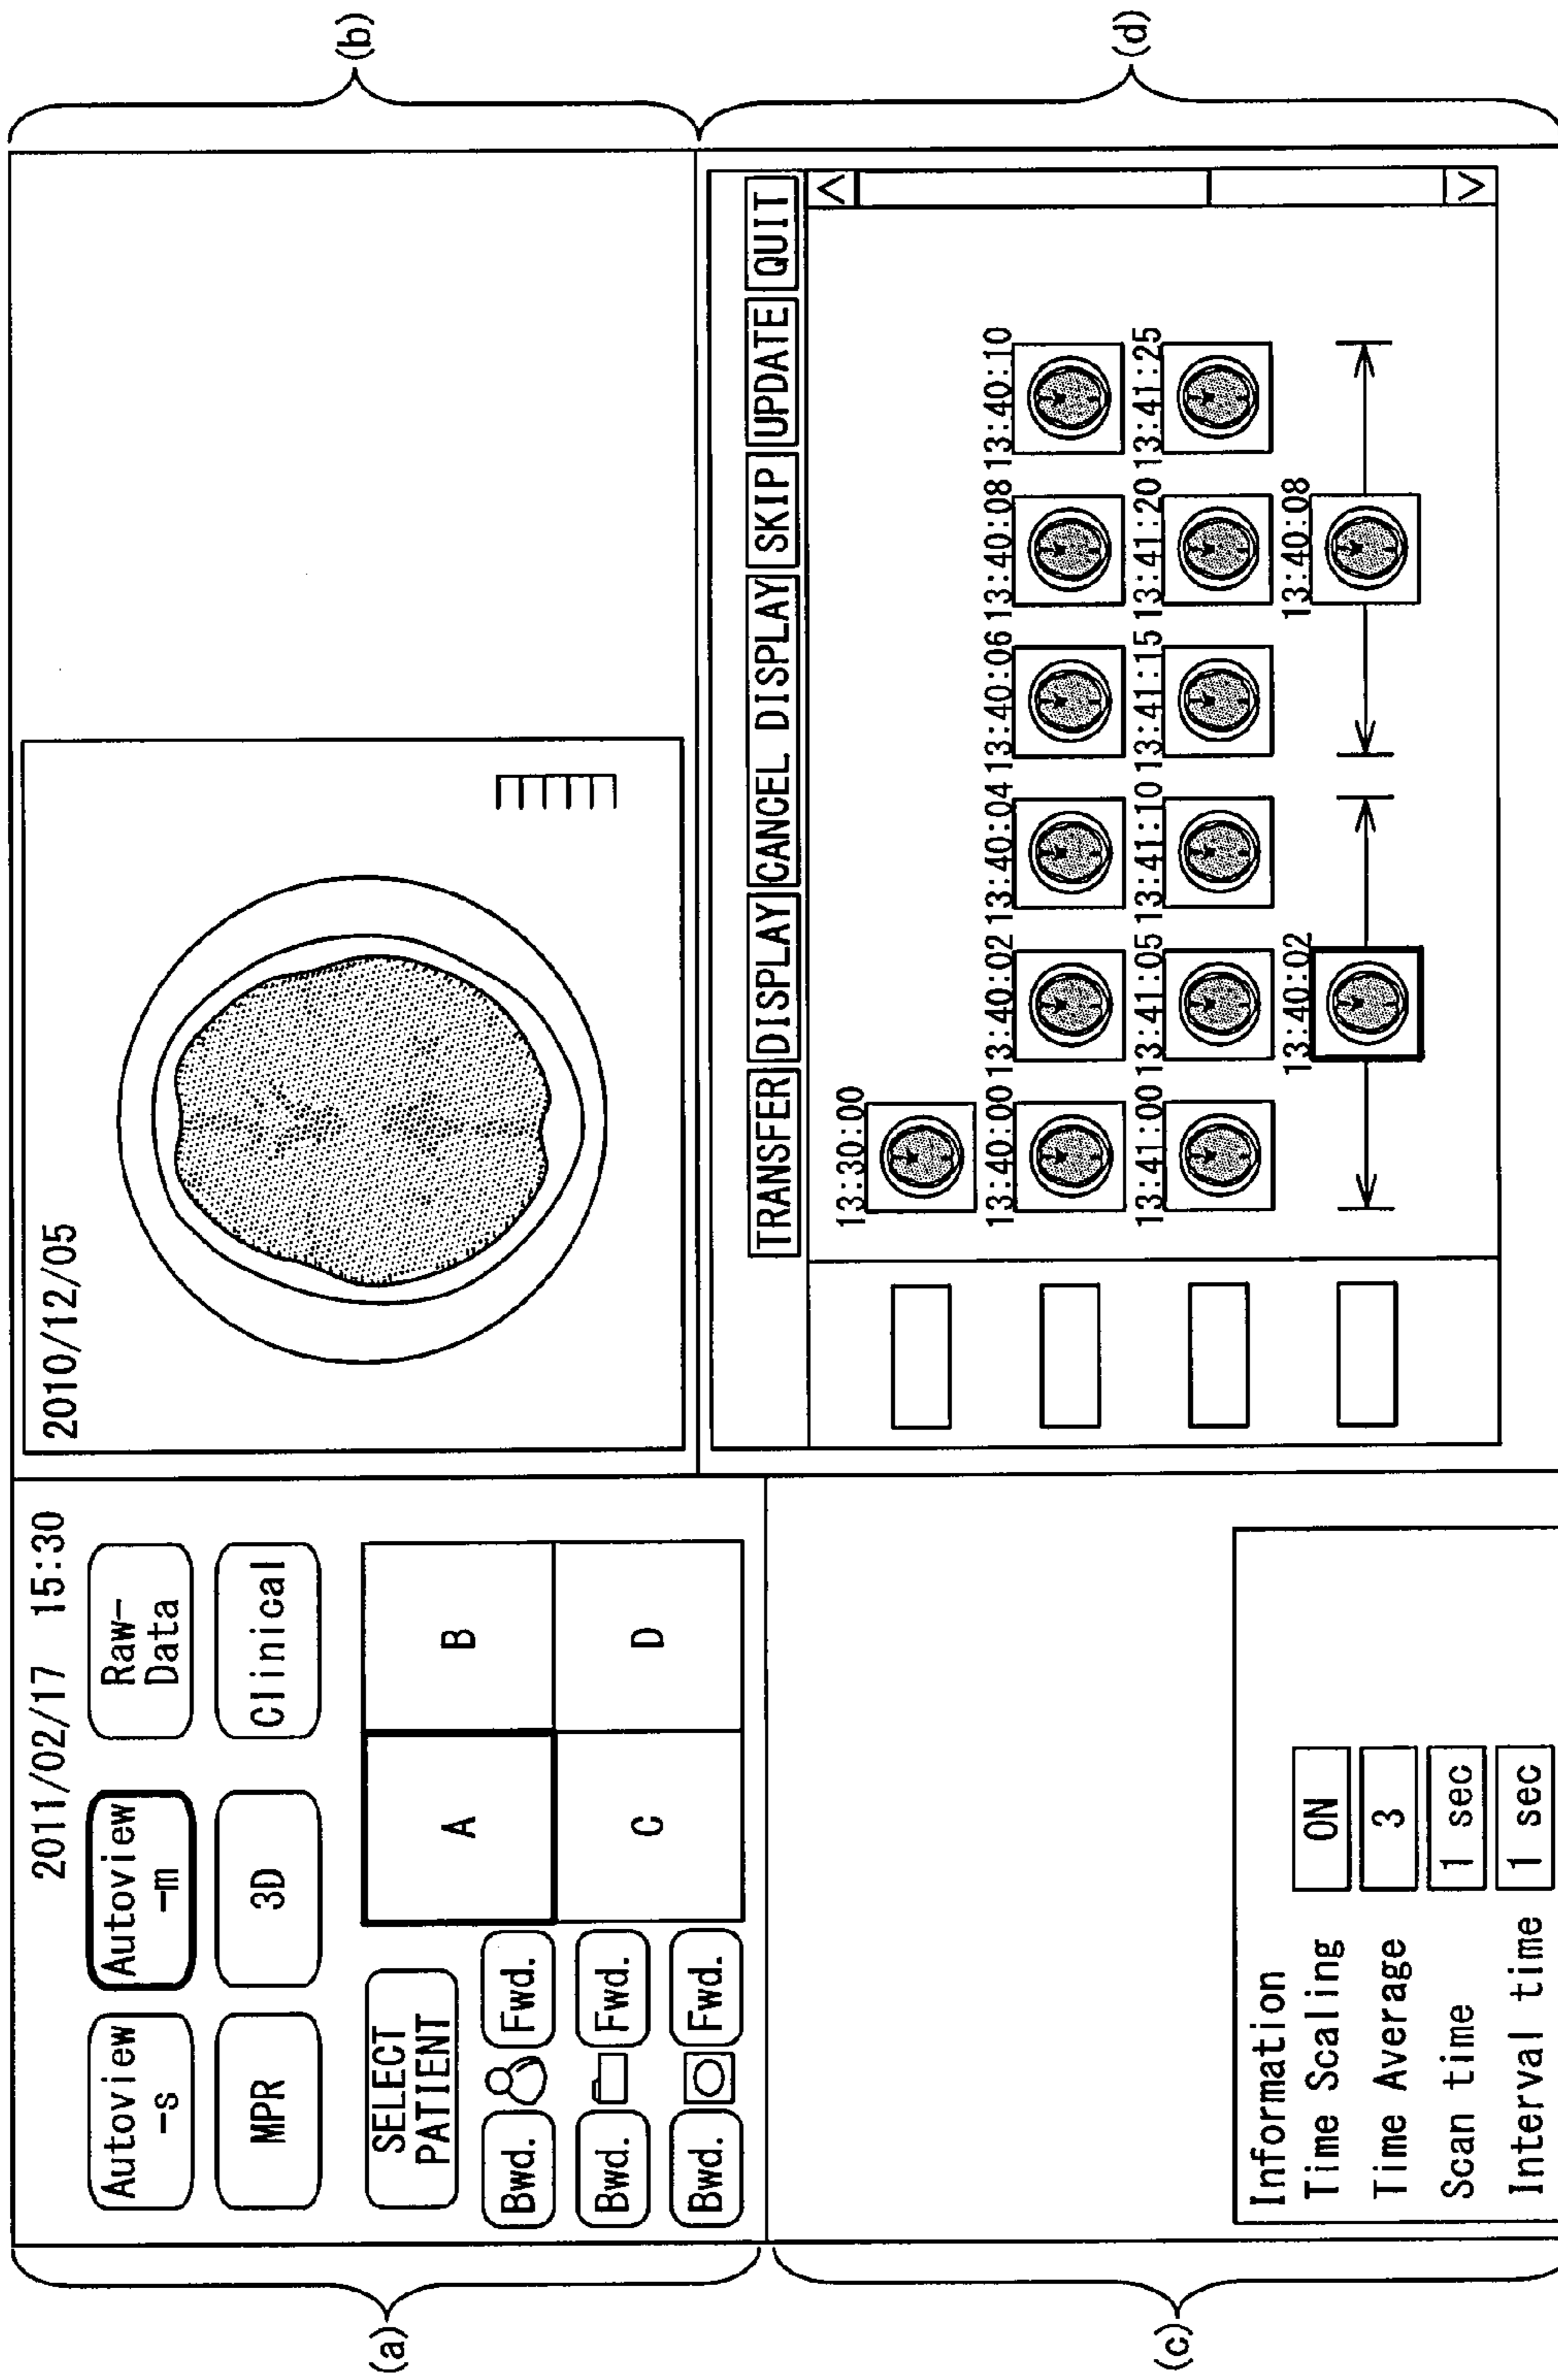 (a)
2011/02/17 15:30
Autoview
-s
Autoview
-m
Raw-
Data
MPR
3D
Clinical
SELECT
PATIENT
A
B
C
D
Bwd.
Fwd.
Bwd.
Fwd.
Bwd.
Fwd.
(b)
2010/12/05
(c)
Information
Time Scaling
ON
Time Average
3
Scan time
1 sec
Interval time
1 sec
(d)
TRANSFER
DISPLAY
CANCEL DISPLAY
SKIP
UPDATE
QUIT
13:30:00
13:40:00
13:40:02
13:40:04
13:40:06
13:40:08
13:40:10
13:41:00
13:41:05
13:41:10
13:41:15
13:41:20
13:41:25
13:40:02
13:40:08